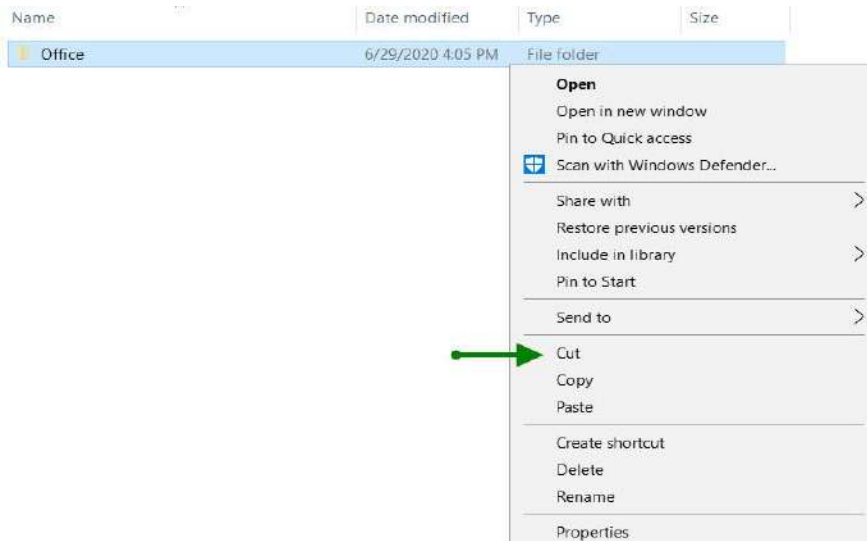 Name Date modified Type Size
Office 6/29/2020 4:05 PM File folder
Open
Open in new window
Pin to Quick access
Scan with Windows Defender...
Share with
Restore previous versions
Include in library
Pin to Start
Send to
Cut
Copy
Paste
Create shortcut
Delete
Rename
Properties